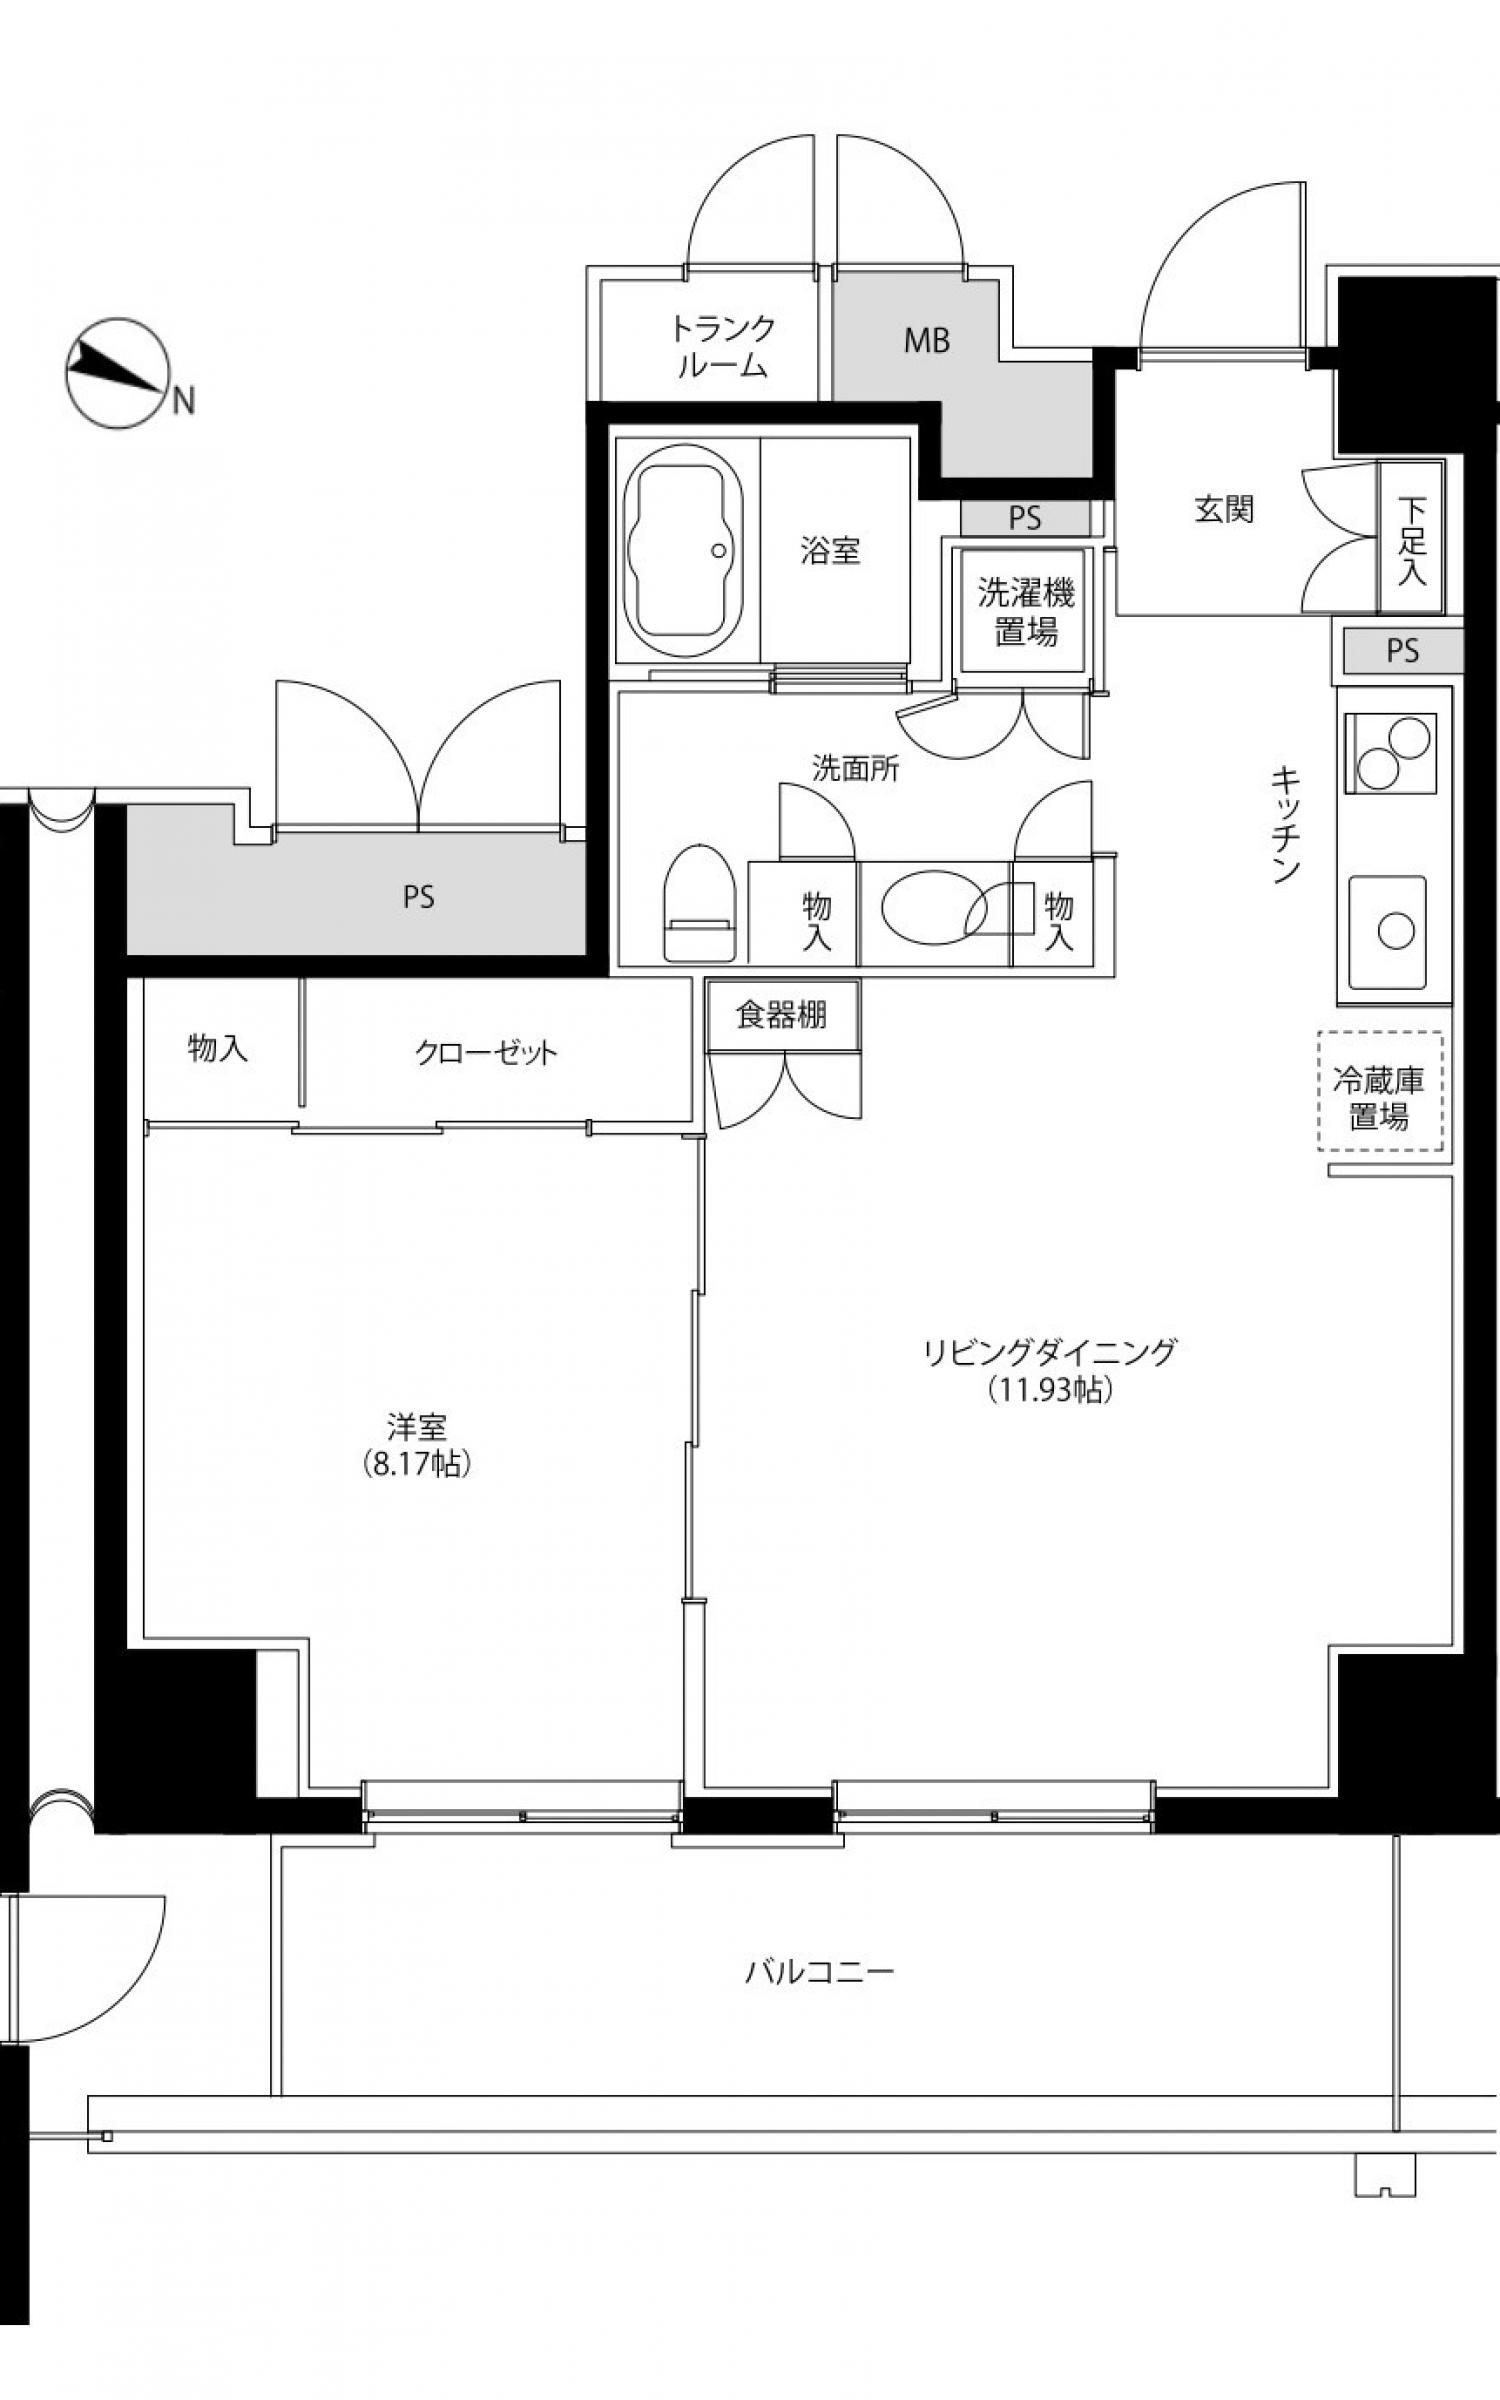 トランク
ルーム
MB
N
PS
玄関
下足入
浴室
洗濯機
置場
PS
洗面所
キッチン
PS
物入
物入
食器棚
物入
クローゼット
冷蔵庫
置場
リビングダイニング
(11.93帖)
洋室
(8.17帖)
バルコニー